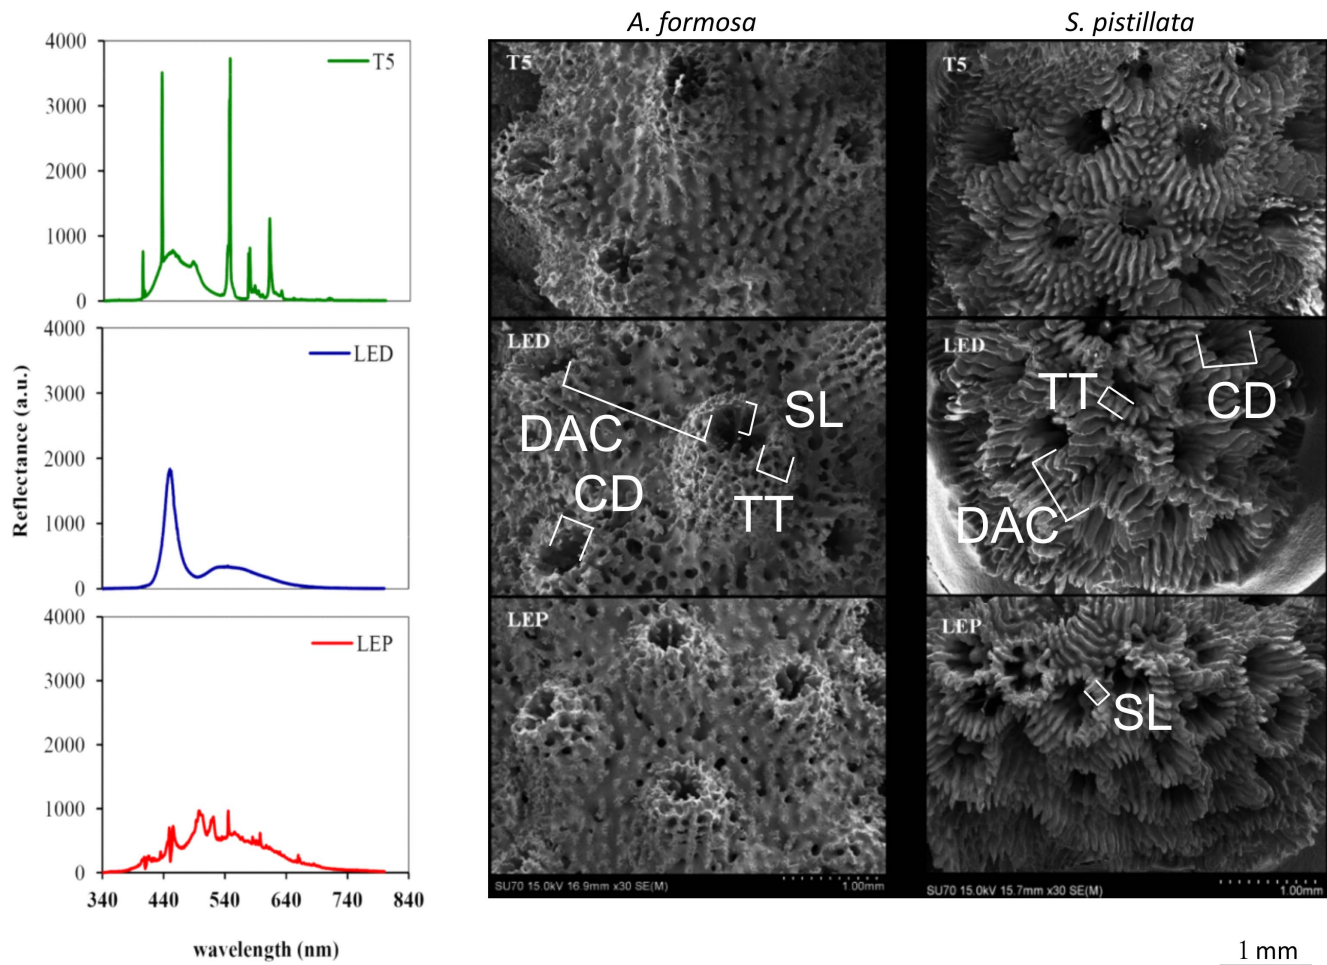 A. formosa
S. pistillata
4000
3000
2000
1000
0
T5
4000
3000
2000
1000
0
LED
4000
3000
2000
1000
0
LEP
340
440
540
640
740
840
Reflectance (a.u.)
wavelength (nm)
T5
LED
DAC
CD
SL
TT
LEP
SU70 15.0kV 16.9mm x30 SE(M)
1.00mm
T5
LED
TT
CD
DAC
LEP
SL
SU70 15.0kV 15.7mm x30 SE(M)
1.00mm
1 mm